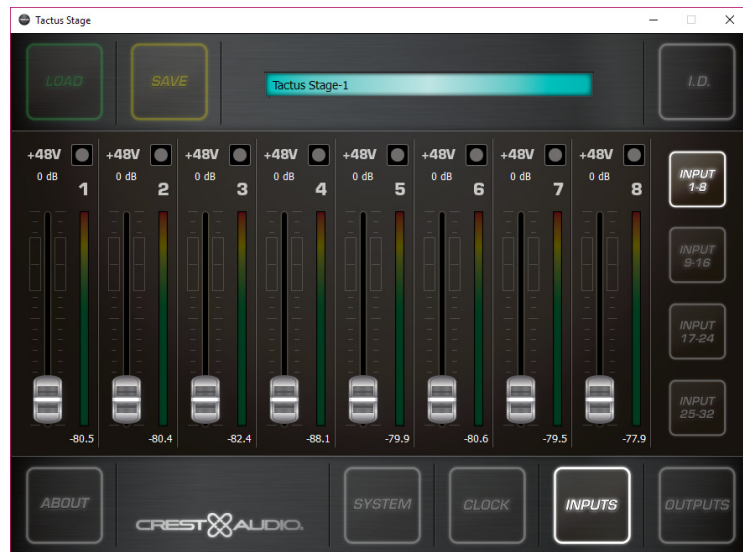 Tactus Stage
LOAD
SAVE
Tactus Stage-1
I.D.
+48V +48V +48V +48V +48V +48V +48V +48V
0 dB 0 dB 0 dB 0 dB 0 dB 0 dB 0 dB 0 dB
1 2 3 4 5 6 7 8
INPUT
1-8
INPUT
9-16
INPUT
17-24
INPUT
25-32
-80.5 -80.4 -82.4 -88.1 -79.9 -80.6 -79.5 -77.9
ABOUT
CREST AUDIO.
SYSTEM
CLOCK
INPUTS
OUTPUTS